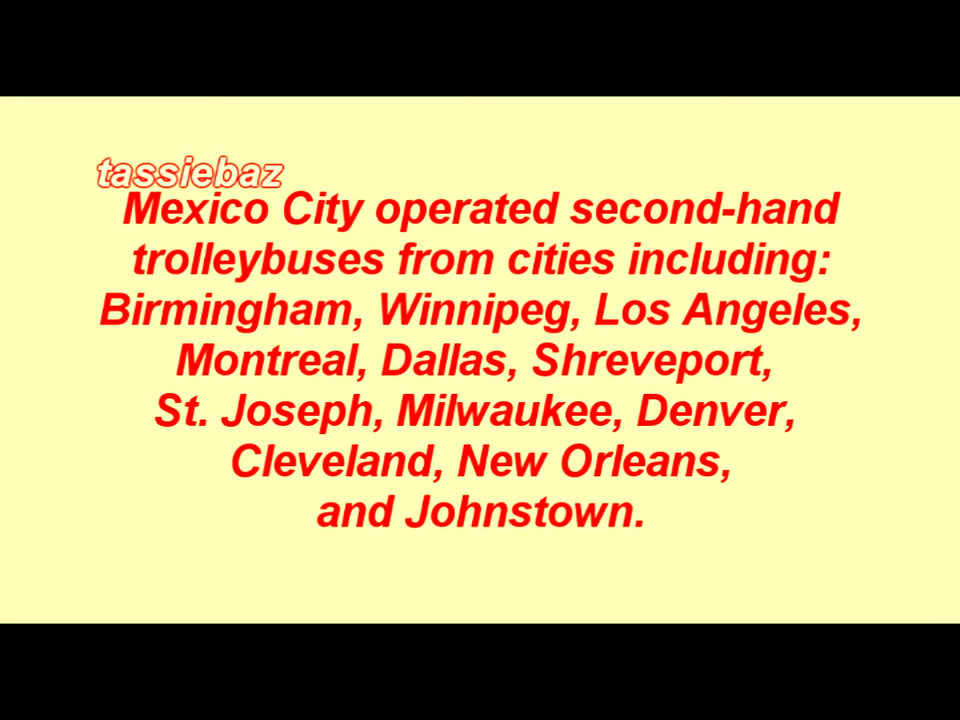 tassiebaz
Mexico City operated second-hand
trolleybuses from cities including:
Birmingham, Winnipeg, Los Angeles,
Montreal, Dallas, Shreveport,
St. Joseph, Milwaukee, Denver,
Cleveland, New Orleans,
and Johnstown.